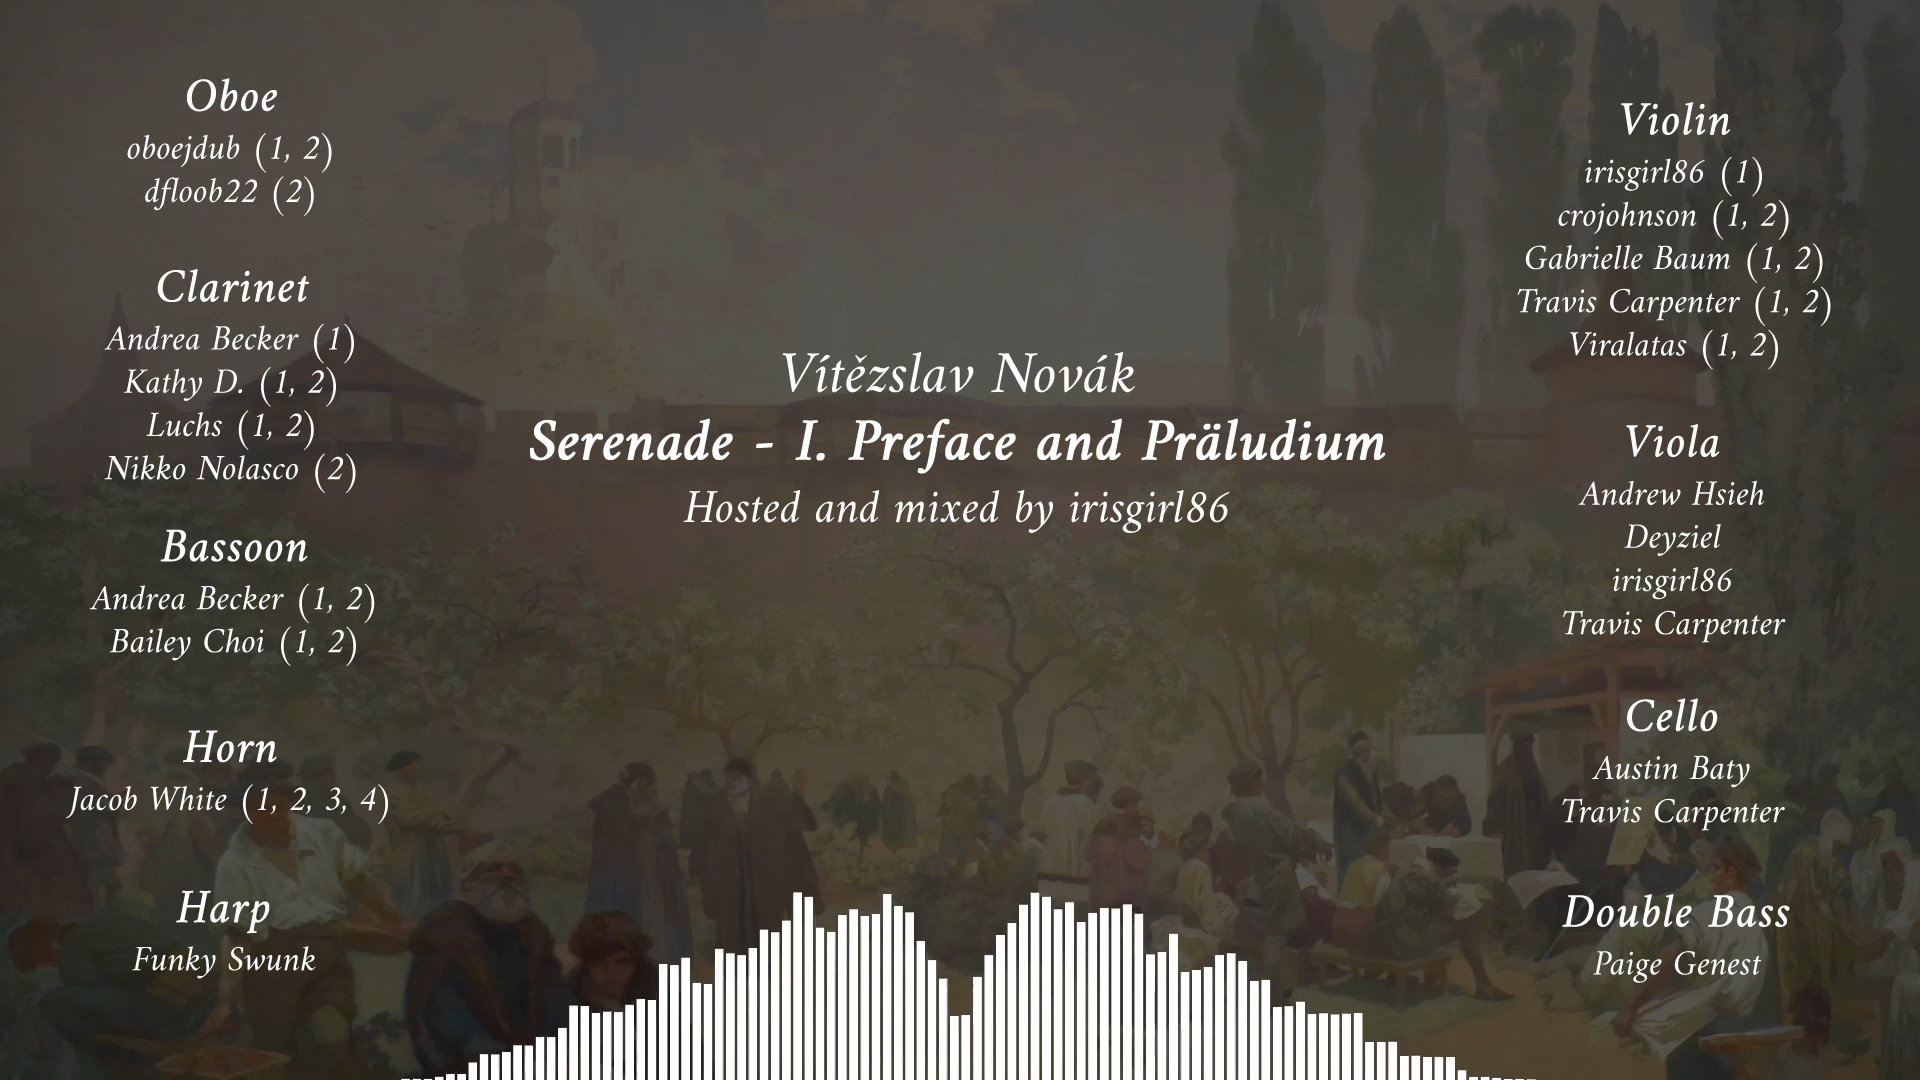 Oboe
oboejdub (1, 2)
dfloob22 (2)
Clarinet
Andrea Becker (1)
Kathy D. (1, 2)
Luchs (1, 2)
Nikko Nolasco (2)
Bassoon
Andrea Becker (1, 2)
Bailey Choi (1, 2)
Horn
Jacob White (1, 2, 3, 4)
Harp
Funky Swunk
Vítězslav Novák
Serenade - I. Preface and Präludium
Hosted and mixed by irisgirl86
Violin
irisgirl86 (1)
crojohnson (1, 2)
Gabrielle Baum (1, 2)
Travis Carpenter (1, 2)
Viralatas (1, 2)
Viola
Andrew Hsieh
Deyziel
irisgirl86
Travis Carpenter
Cello
Austin Baty
Travis Carpenter
Double Bass
Paige Genest